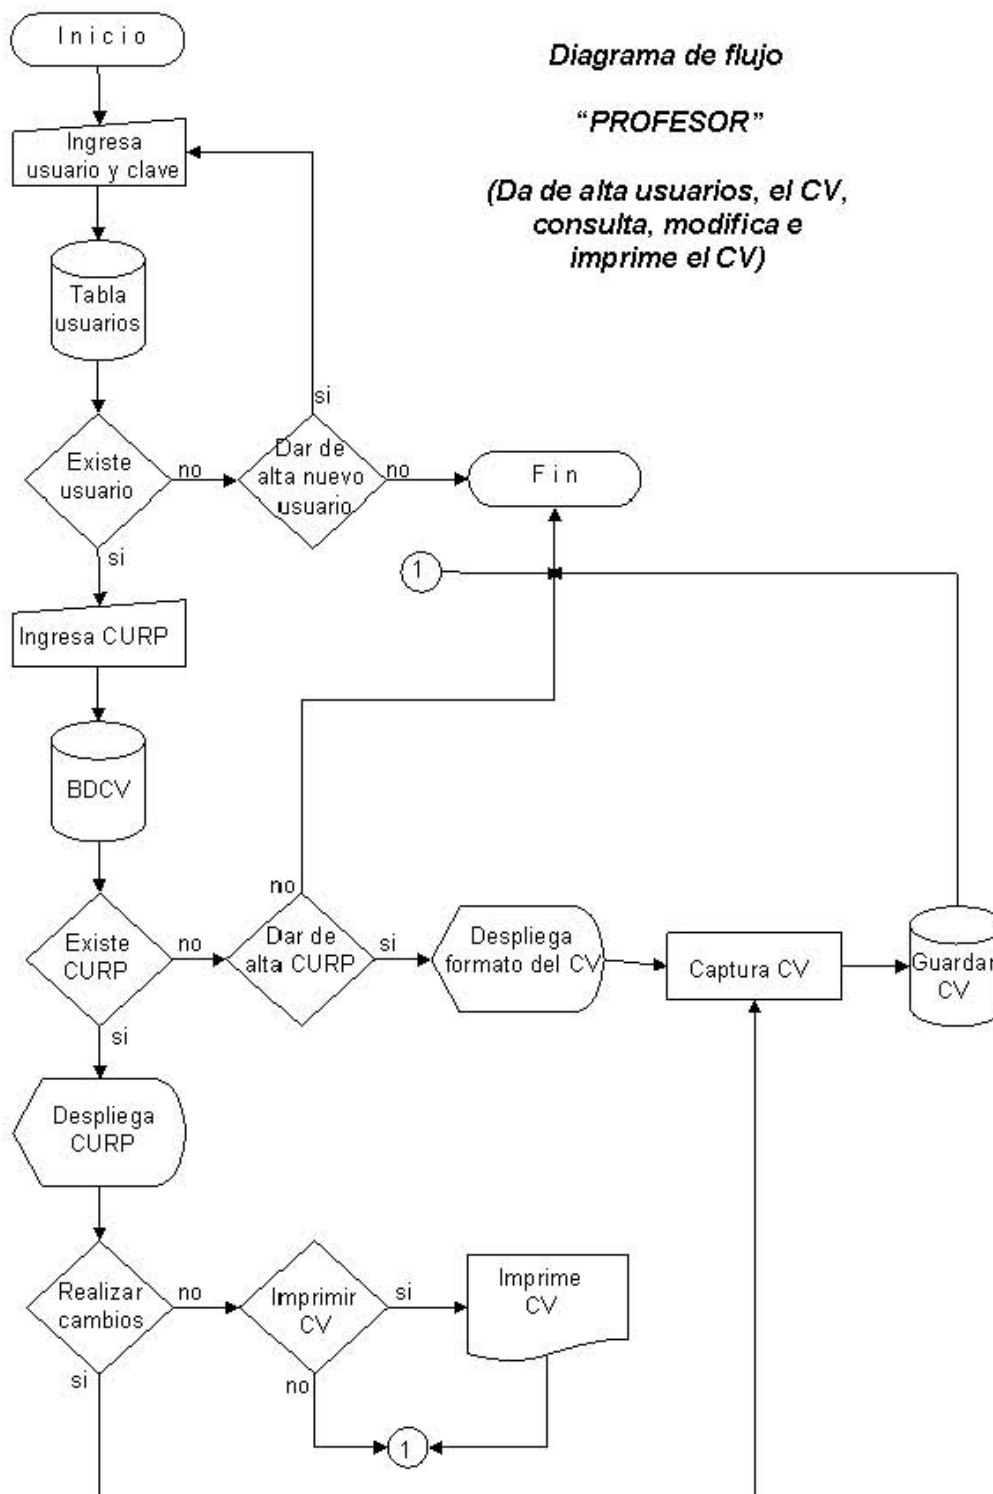 Inicio
Diagrama de flujo
"PROFESOR"
(Da de alta usuarios, el CV,
consulta, modifica e
imprime el CV)
Ingresa
usuario y clave
Tabla
usuarios
si
Existe
usuario
no
Dar de
alta nuevo
usuario
no
Fin
si
1
Ingresa CURP
BDCV
no
Existe
CURP
no
Dar de
alta CURP
si
Despliega
formato del CV
Captura CV
Guardar
CV
si
Despliega
CURP
Realizar
cambios
no
Imprimir
CV
si
Imprime
CV
si
no
1